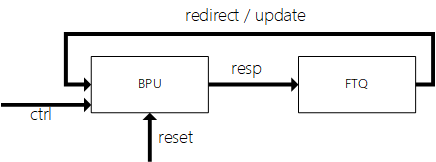 redirect / update
BPU
resp
FTQ
ctrl
reset